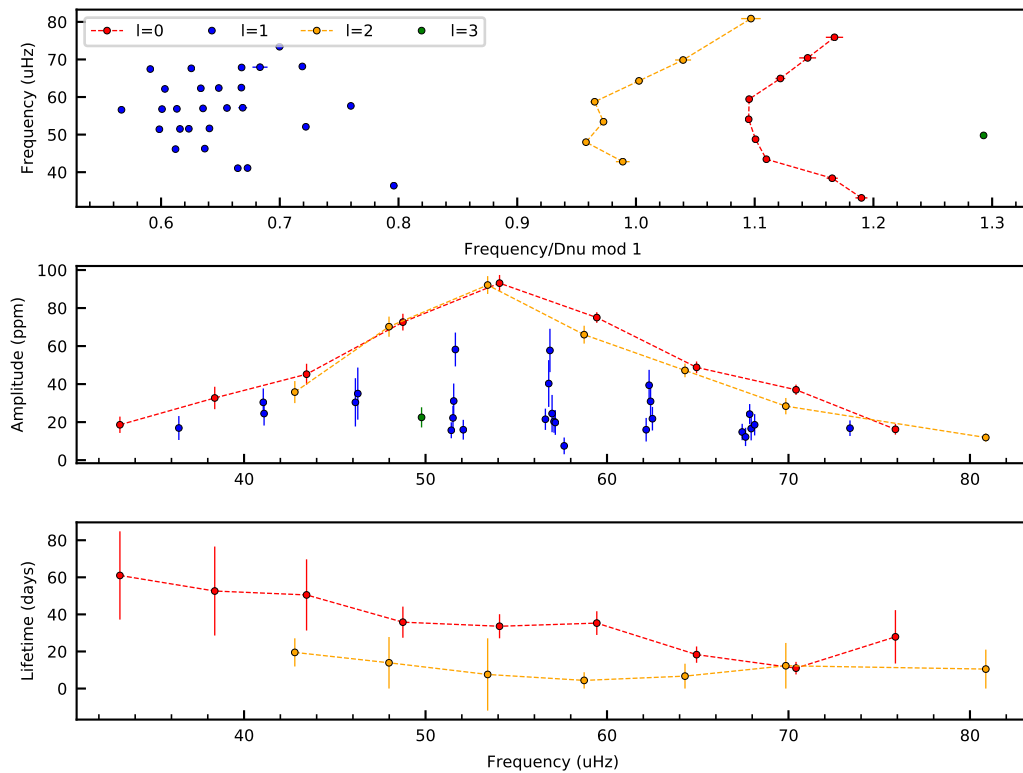 l=0 l=1 l=2 l=3
Frequency (uHz)
80
70
60
50
40
0.6 0.7 0.8 0.9 1.0 1.1 1.2 1.3
Frequency/Dnu mod 1
Amplitude (ppm)
100
80
60
40
20
0
40 50 60 70 80
Lifetime (days)
80
60
40
20
0
40 50 60 70 80
Frequency (uHz)